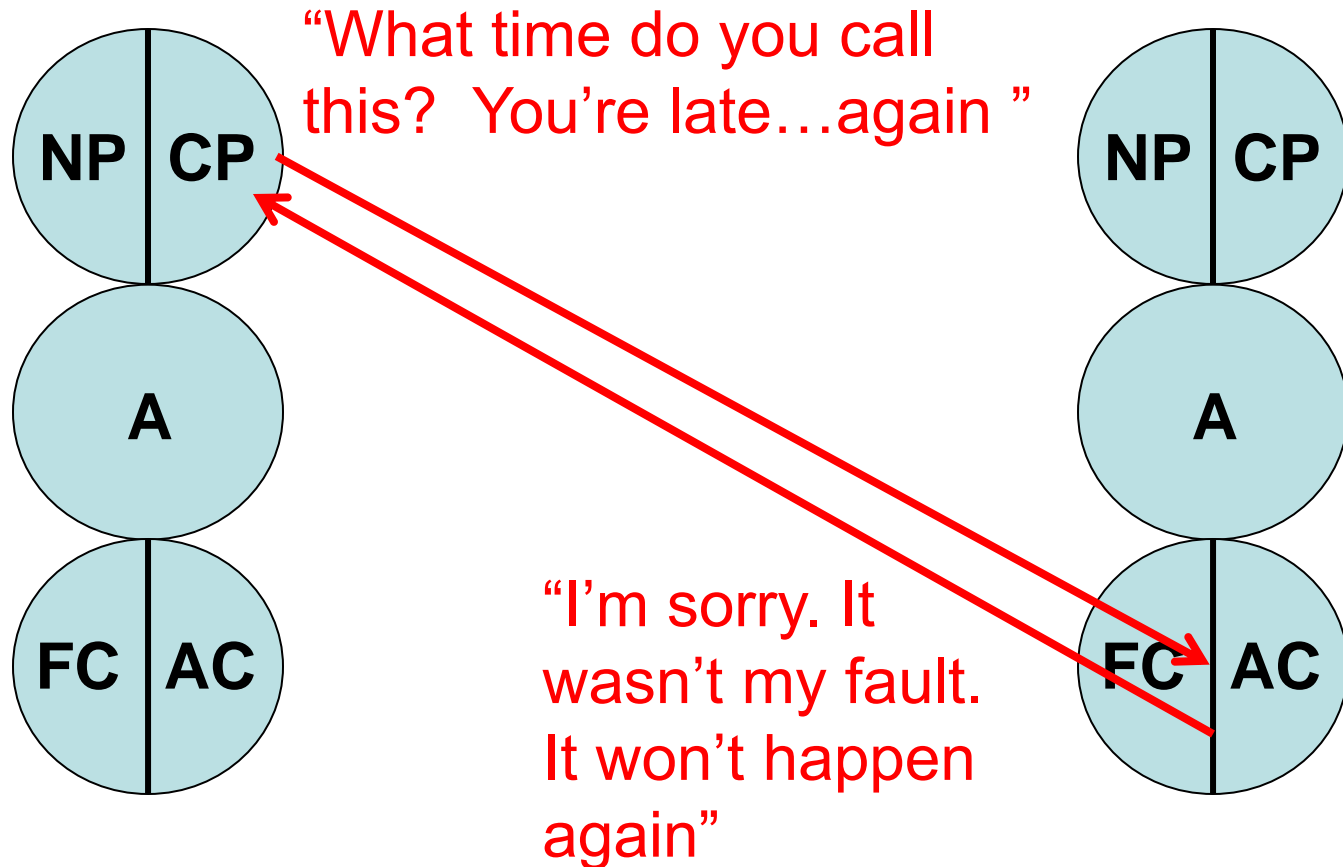 “What time do you call
this?  You’re late…again ”
NP CP
NP CP
A
A
“I’m sorry. It
wasn’t my fault.
It won’t happen
again”
FC AC
FC AC